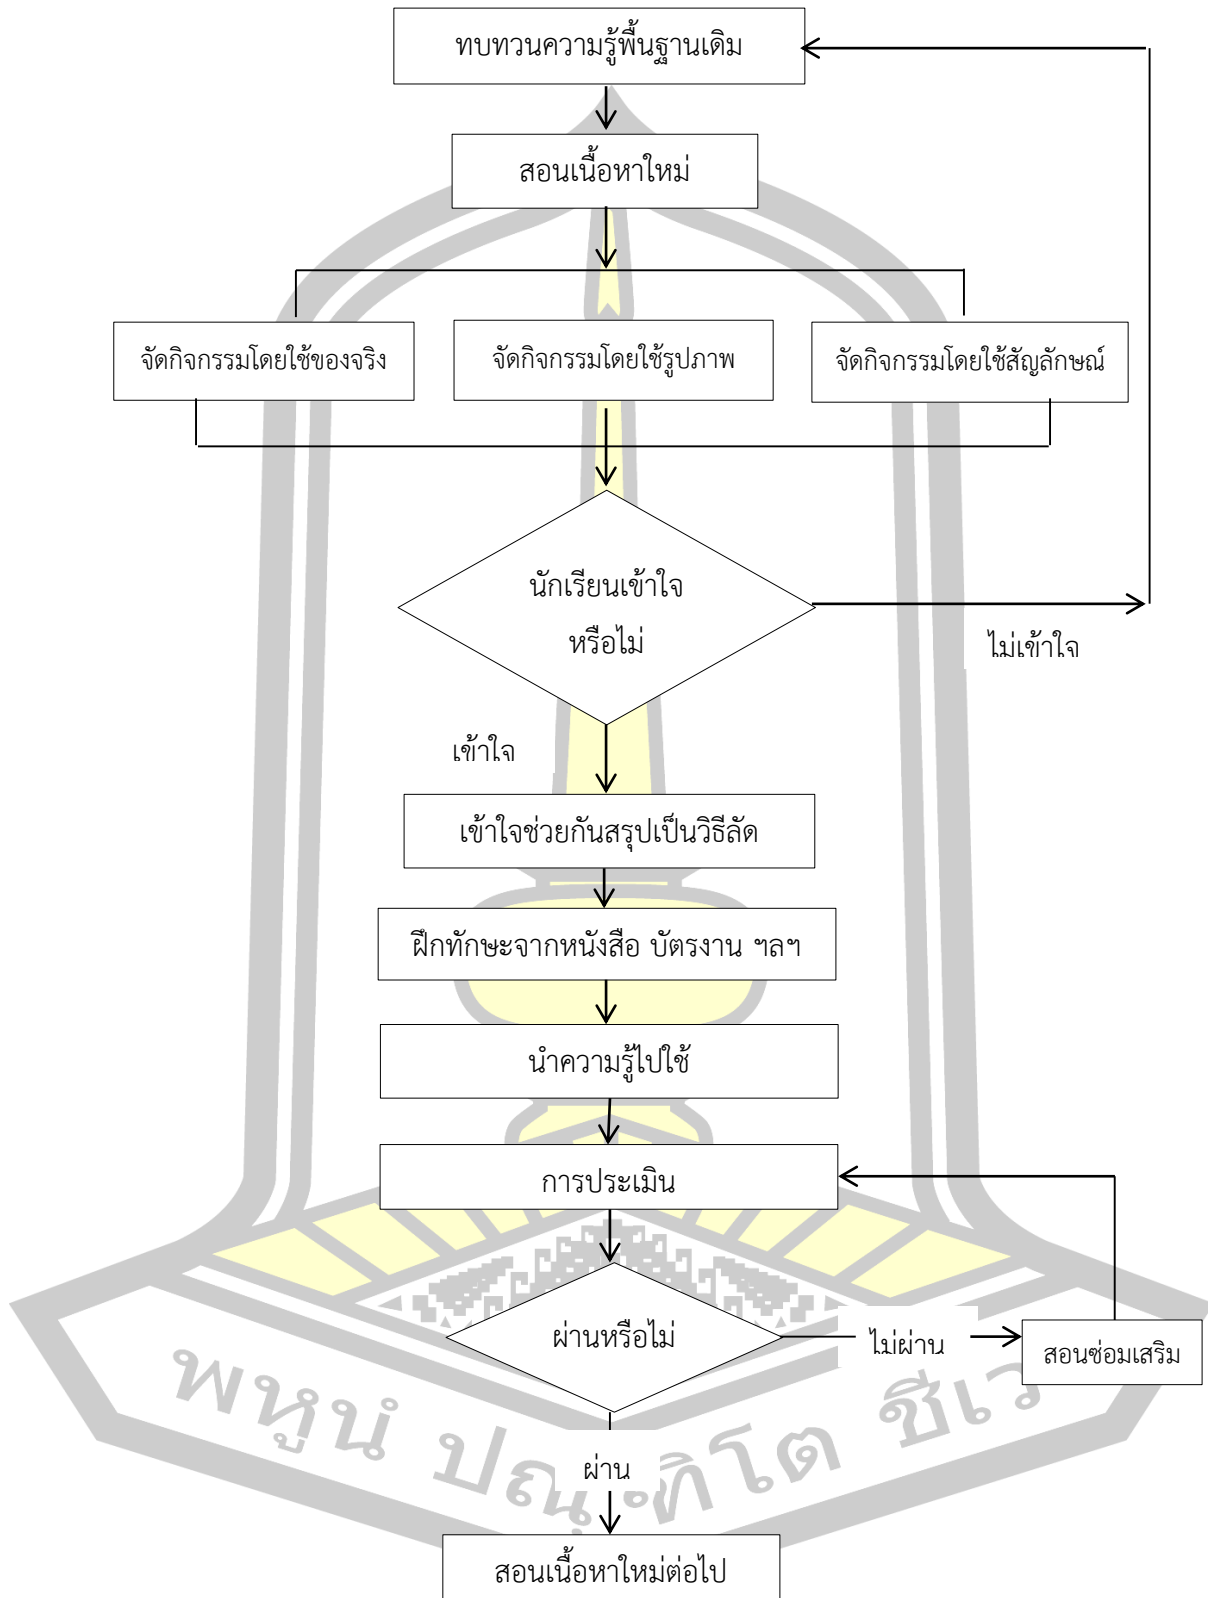 ทบทวนความรู้พื้นฐานเดิม
สอนเนื้อหาใหม่
จัดกิจกรรมโดยใช้ของจริง
จัดกิจกรรมโดยใช้รูปภาพ
จัดกิจกรรมโดยใช้สัญลักษณ์
นักเรียนเข้าใจ
หรือไม่
ไม่เข้าใจ
เข้าใจ
เข้าใจช่วยกันสรุปเป็นวิธีลัด
ฝึกทักษะจากหนังสือ บัตรงาน ฯลฯ
นำความรู้ไปใช้
การประเมิน
ผ่านหรือไม่
ไม่ผ่าน
สอนซ่อมเสริม
พหูนํ ปณฺฑิโต ชีเว
ผ่าน
สอนเนื้อหาใหม่ต่อไป